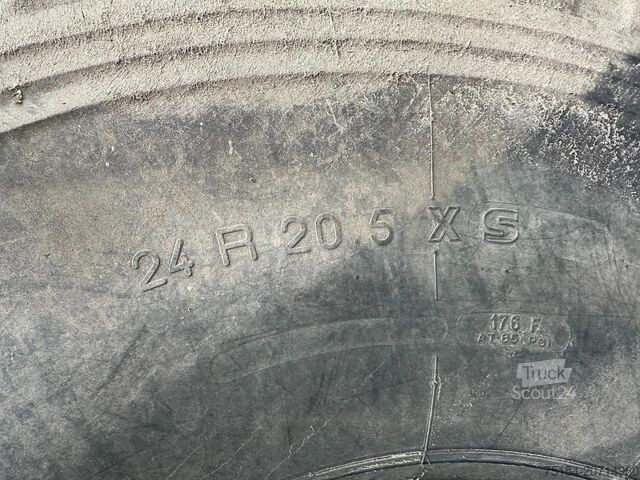 24 R 20 5 XS
176 F
AT 85 PSI
Truck
Scout24